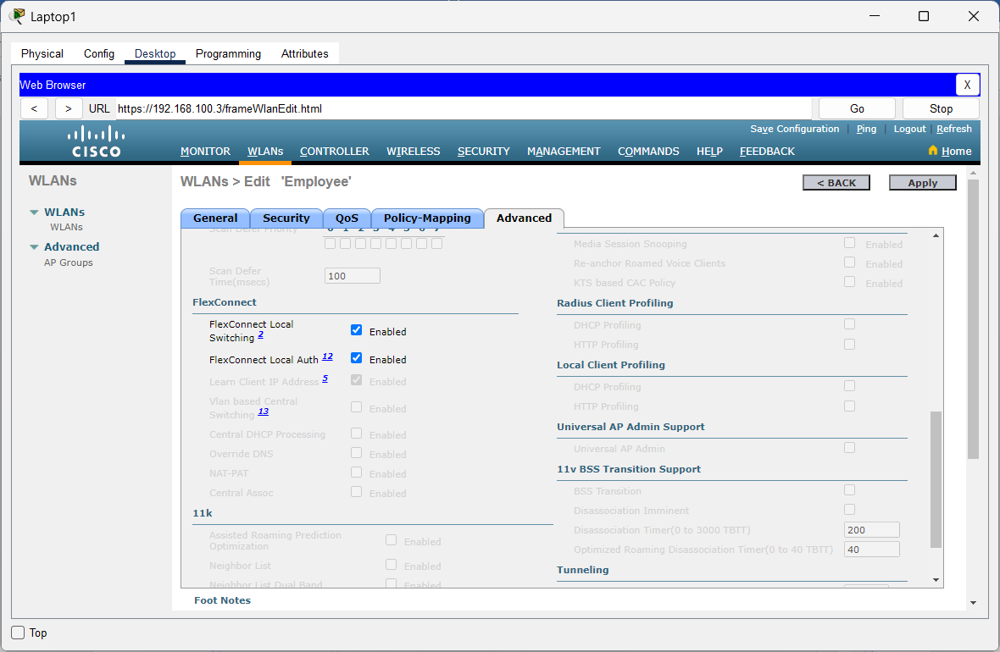 Laptop1
Physical Config Desktop Programming Attributes
Web Browser X
< > URL https://192.168.100.3/frameWlanEdit.html Go Stop
Save Configuration | Ping | Logout | Refresh
CISCO
MONITOR WLANs CONTROLLER WIRELESS SECURITY MANAGEMENT COMMANDS HELP FEEDBACK Home
WLANs
WLANs
WLANs
Advanced
AP Groups
WLANs > Edit 'Employee' < BACK Apply
General Security QoS Policy-Mapping Advanced
Scan Defer Priority 0 1 2 3 4 5 6 7
Scan Defer
Time(msecs) 100
FlexConnect
FlexConnect Local
Switching 2 Enabled
FlexConnect Local Auth 12 Enabled
Learn Client IP Address 5 Enabled
Vlan based Central
Switching 13 Enabled
Central DHCP Processing Enabled
Override DNS Enabled
NAT-PAT Enabled
Central Assoc Enabled
11k
Assisted Roaming Prediction
Optimization Enabled
Neighbor List Enabled
Neighbor List Dual Band Enabled
Media Session Snooping Enabled
Re-anchor Roamed Voice Clients Enabled
KTS based CAC Policy Enabled
Radius Client Profiling
DHCP Profiling
HTTP Profiling
Local Client Profiling
DHCP Profiling
HTTP Profiling
Universal AP Admin Support
Universal AP Admin
11v BSS Transition Support
BSS Transition
Disassociation Imminent
Disassociation Timer(0 to 3000 TBTT) 200
Optimized Roaming Disassociation Timer(0 to 40 TBTT) 40
Tunneling
Foot Notes
Top